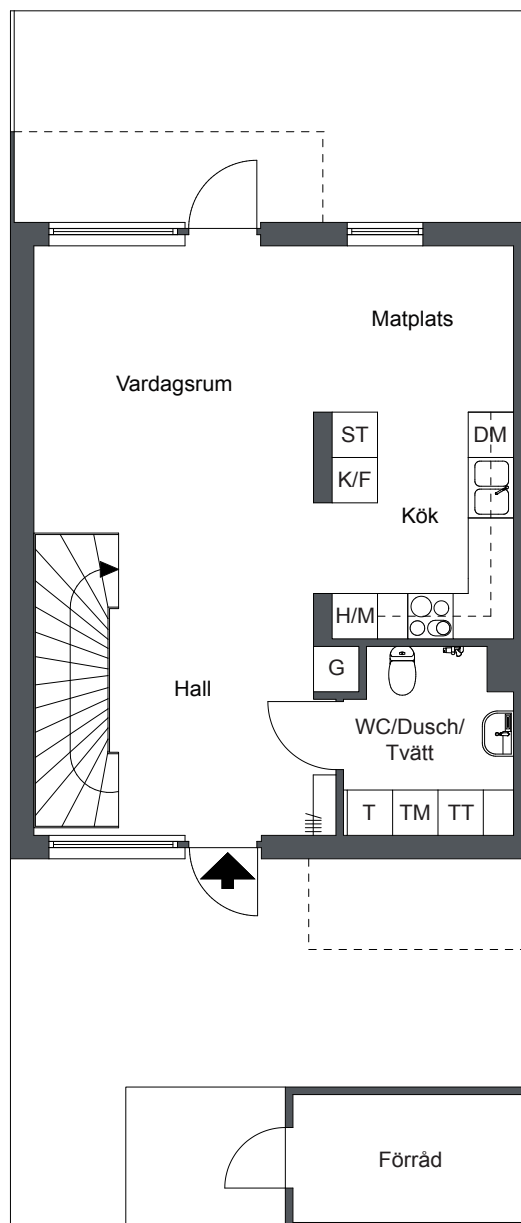 Matplats
Vardagsrum
ST
DM
K/F
Kök
H/M
G
Hall
WC/Dusch/
Tvätt
T
TM
TT
Förråd